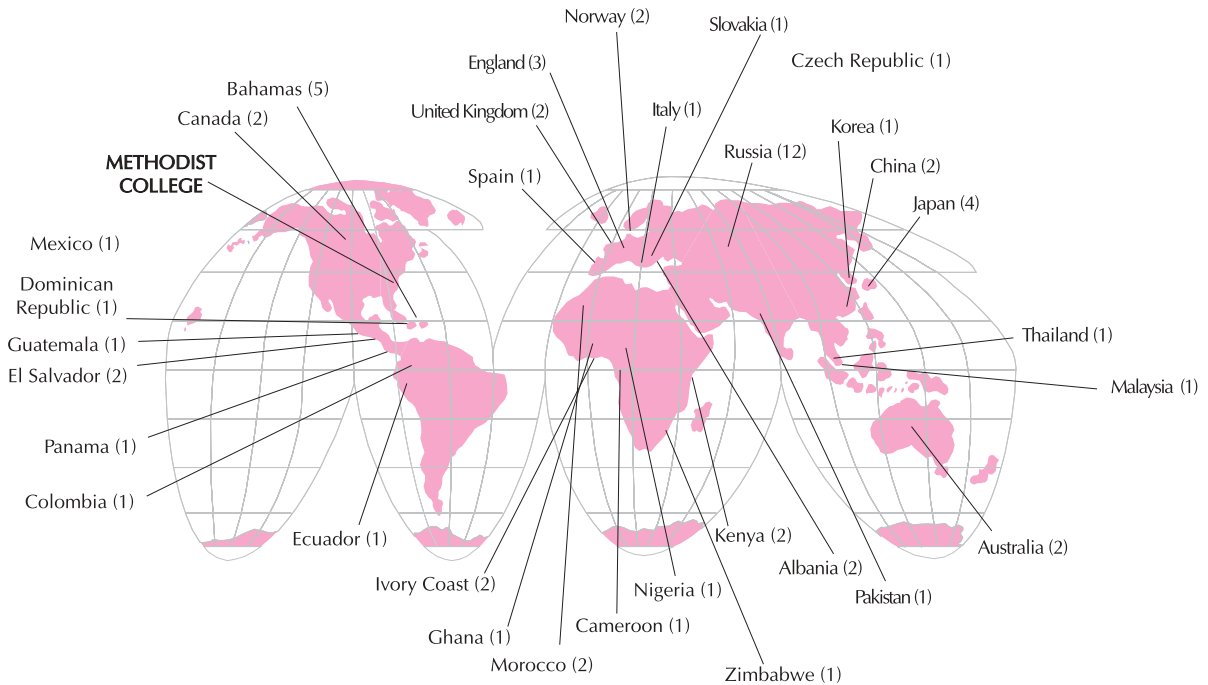 Norway (2)
Slovakia (1)
England (3)
Czech Republic (1)
Bahamas (5)
United Kingdom (2)
Italy (1)
Canada (2)
Korea (1)
METHODIST
COLLEGE
Russia (12)
China (2)
Spain (1)
Japan (4)
Mexico (1)
Dominican
Republic (1)
Guatemala (1)
Thailand (1)
El Salvador (2)
Malaysia (1)
Panama (1)
Colombia (1)
Ecuador (1)
Kenya (2)
Australia (2)
Albania (2)
Ivory Coast (2)
Nigeria (1)
Pakistan (1)
Cameroon (1)
Ghana (1)
Morocco (2)
Zimbabwe (1)